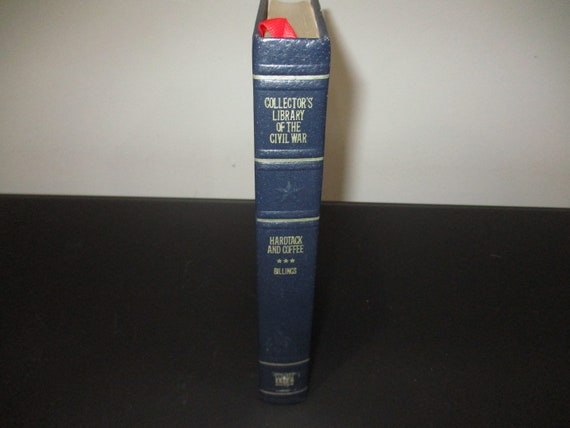 COLLECTOR'S
LIBRARY
OF THE
CIVIL WAR
HARDTACK
AND COFFEE
BILLINGS